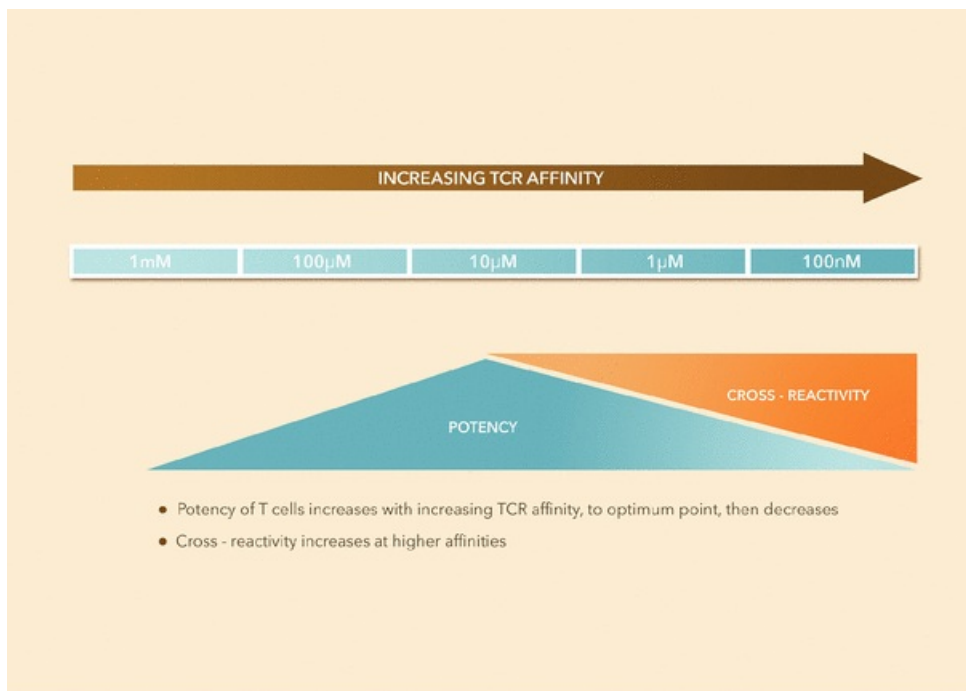 INCREASING TCR AFFINITY
1mM 100µM 10µM 1µM 100nM
CROSS - REACTIVITY
POTENCY
• Potency of T cells increases with increasing TCR affinity, to optimum point, then decreases
• Cross - reactivity increases at higher affinities